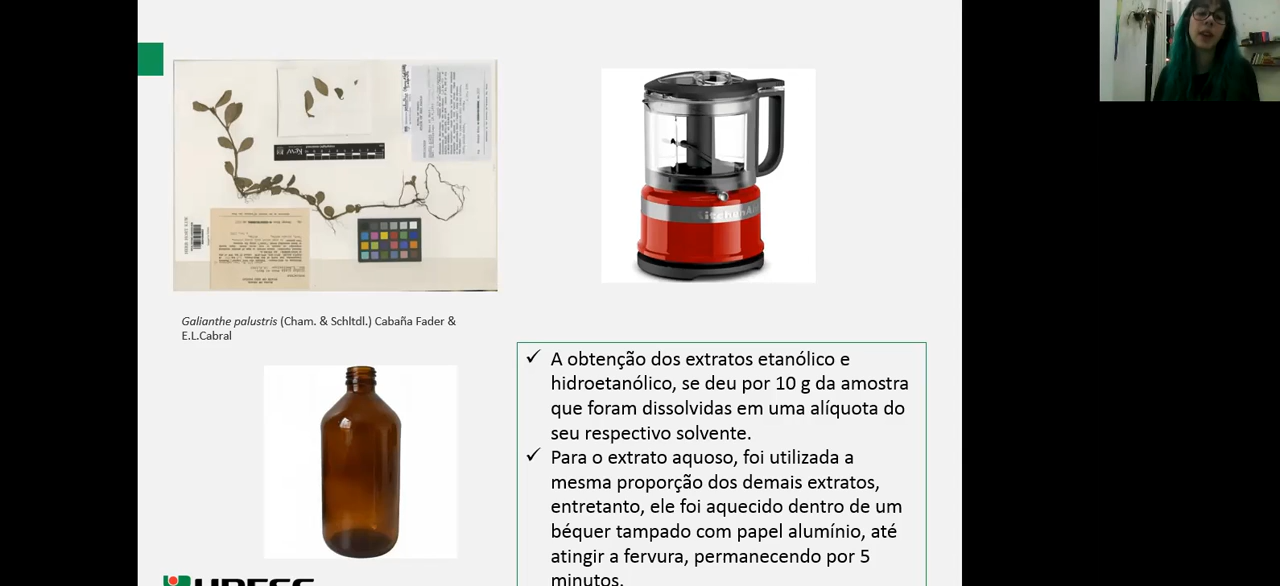 Galianthe palustris (Cham. & Schltdl.) Cabaña Fader &
E.L.Cabral
KitchenAid
✓ A obtenção dos extratos etanólico e
hidroetanólico, se deu por 10 g da amostra
que foram dissolvidas em uma alíquota do
seu respectivo solvente.
✓ Para o extrato aquoso, foi utilizada a
mesma proporção dos demais extratos,
entretanto, ele foi aquecido dentro de um
béquer tampado com papel alumínio, até
atingir a fervura, permanecendo por 5
minutos.